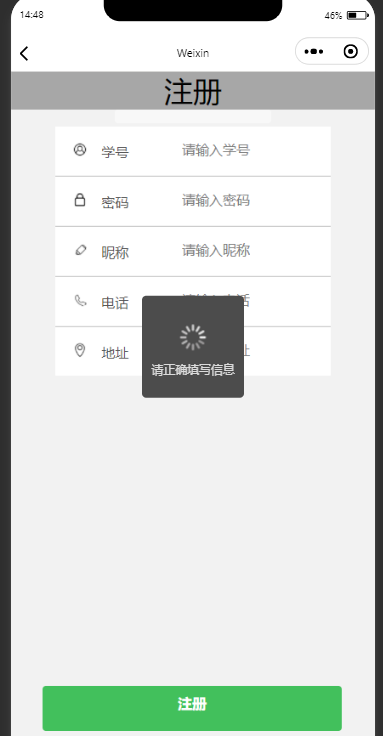 14:48
46%
Weixin
注册
学号 请输入学号
密码 请输入密码
昵称 请输入昵称
电话
地址
请正确填写信息
注册